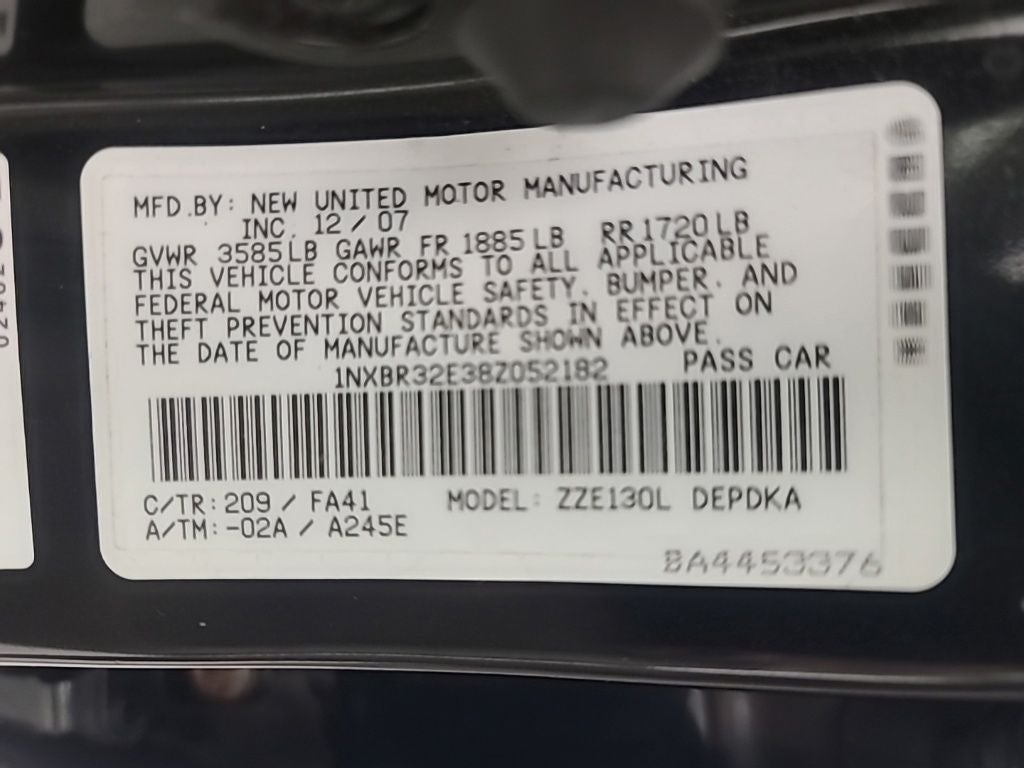 MFD.BY: NEW UNITED MOTOR MANUFACTURING
INC. 12 / 07
GVWR 3585LB GAWR FR 1885LB RR1720LB
THIS VEHICLE CONFORMS TO ALL APPLICABLE
FEDERAL MOTOR VEHICLE SAFETY, BUMPER, AND
THEFT PREVENTION STANDARDS IN EFFECT ON
THE DATE OF MANUFACTURE SHOWN ABOVE.
1NXBR32E38Z052182 PASS CAR
C/TR: 209 / FA41 MODEL: ZZE130L DEPDKA
A/TM: -02A / A245E
BA4453376